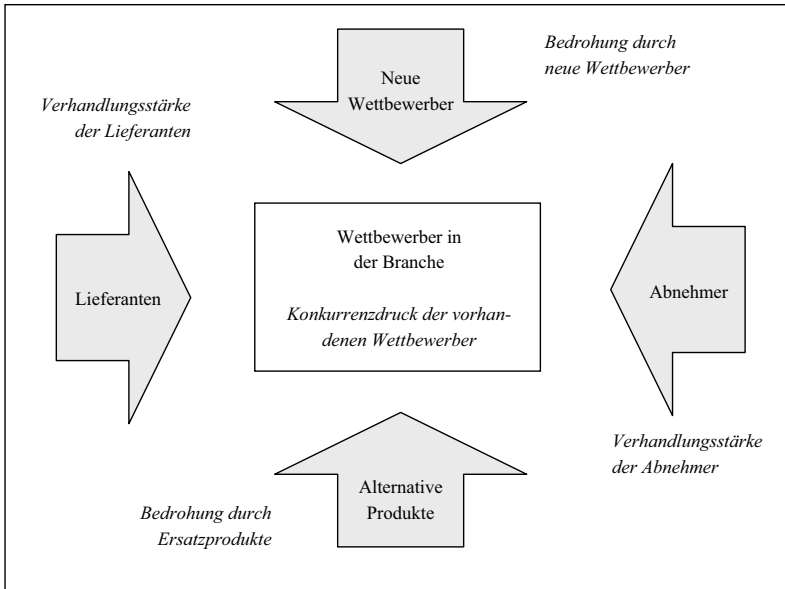 Bedrohung durch
neue Wettbewerber
Neue
Wettbewerber
Verhandlungsstärke
der Lieferanten
Wettbewerber in
der Branche
Konkurrenzdruck der vorhan-
denen Wettbewerber
Lieferanten
Abnehmer
Verhandlungsstärke
der Abnehmer
Alternative
Produkte
Bedrohung durch
Ersatzprodukte